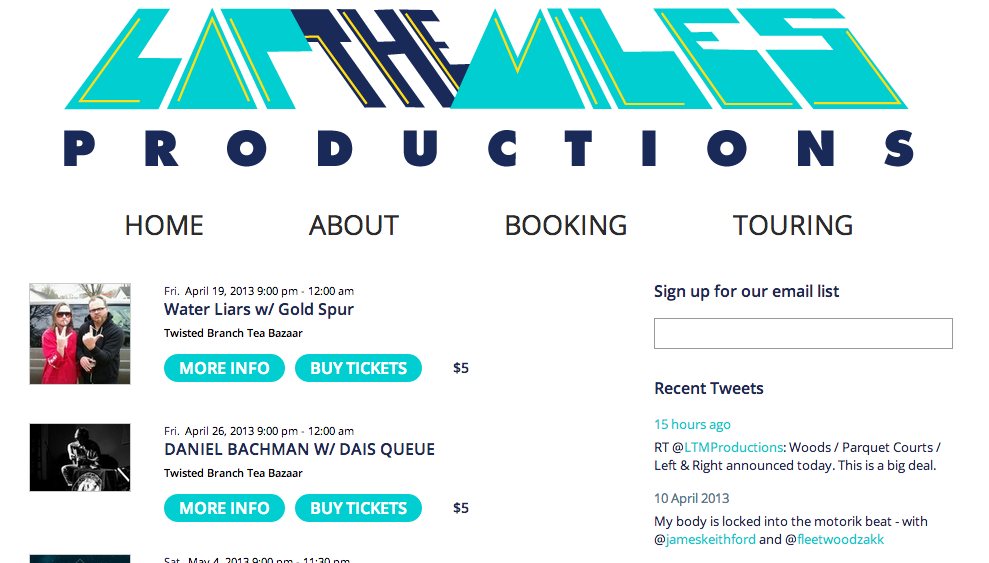 LAP THE MILES
PRODUCTIONS
HOME ABOUT BOOKING TOURING
Fri. April 19, 2013 9:00 pm - 12:00 am
Water Liars w/ Gold Spur
Twisted Branch Tea Bazaar
MORE INFO BUY TICKETS $5
Fri. April 26, 2013 9:00 pm - 12:00 am
DANIEL BACHMAN W/ DAIS QUEUE
Twisted Branch Tea Bazaar
MORE INFO BUY TICKETS $5
Sat. May 4, 2013 9:00 pm - 11:30 pm
Sign up for our email list
Recent Tweets
15 hours ago
RT @LTMProductions: Woods / Parquet Courts /
Left & Right announced today. This is a big deal.
10 April 2013
My body is locked into the motorik beat - with
@jameskeithford and @fleetwoodzakk